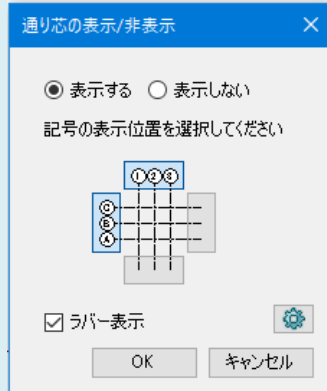 通り芯の表示/非表示
表示する 表示しない
記号の表示位置を選択してください
①②③
Ⓒ
Ⓑ
Ⓐ
ラバー表示
OK キャンセル